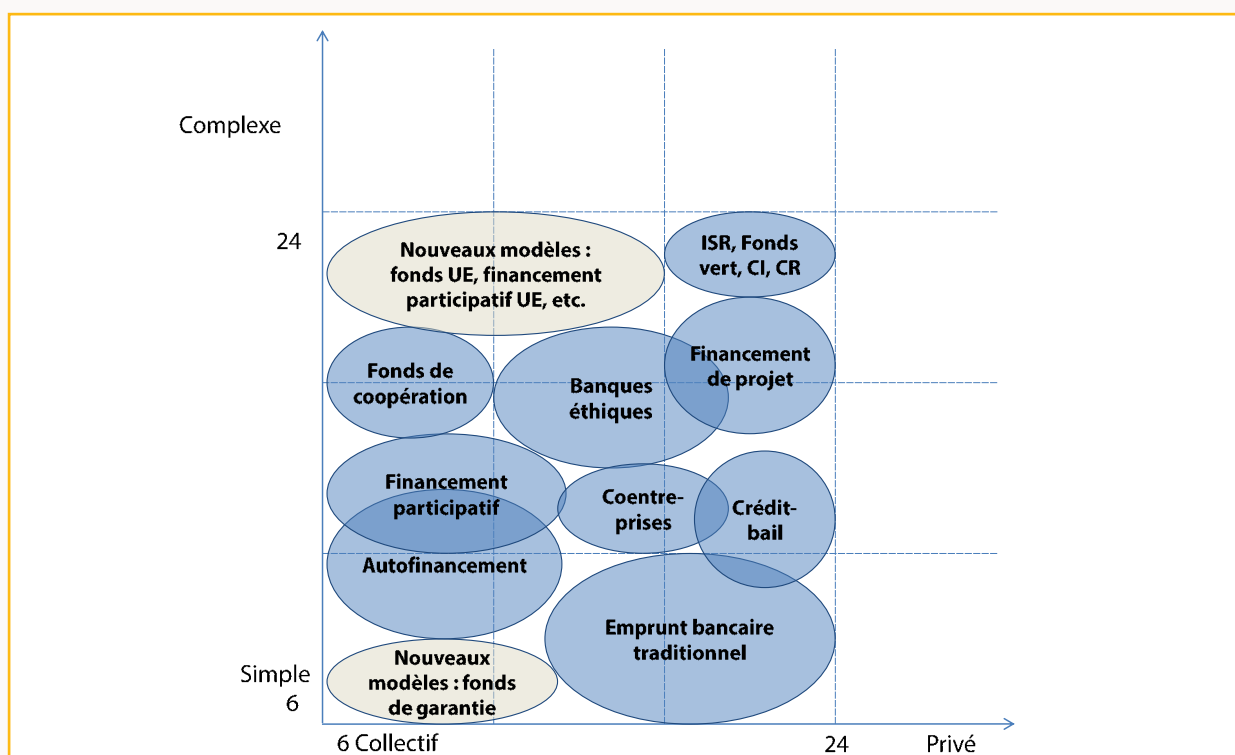 Complexe
24
Nouveaux modèles :
fonds UE, financement
participatif UE, etc.
ISR, Fonds
vert, CI, CR
Fonds de
coopération
Banques
éthiques
Financement
de projet
Financement
participatif
Coentre-
prises
Crédit-
bail
Autofinancement
Emprunt bancaire
traditionnel
Nouveaux
modèles : fonds
de garantie
Simple
6
6 Collectif
24
Privé